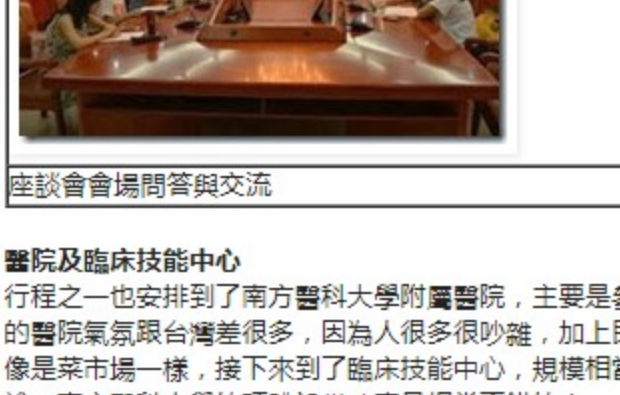 座談會會場問答與交流
醫院及臨床技能中心
行程之一也安排到了南方醫科大學附屬醫院，主要是
的醫院氣氛跟台灣差很多，因為人很多很吵雜，加上
像是菜市場一樣，接下來到了臨床技能中心，規模相當